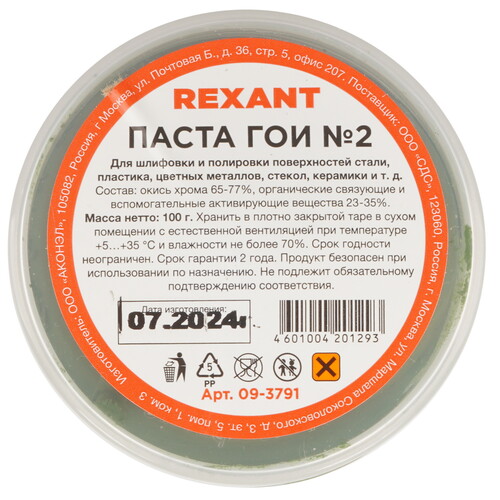 Изготовитель: ООО "АКОНЭЛ", 105082, Россия, г Москва, ул. Почтовая Б., д. 36, стр. 5, офис 207. Поставщик: ООО "СДС", 123060, Россия, г. Москва, ул. Маршала Соколовского, д. 3, эт. 5, пом. 1, ком. 3
REXANT
ПАСТА ГОИ №2
Для шлифовки и полировки поверхностей стали,
пластика, цветных металлов, стекол, керамики и т. д.
Состав: окись хрома 65-77%, органические связующие и
вспомогательные активирующие вещества 23-35%.
Масса нетто: 100 г. Хранить в плотно закрытой таре в сухом
помещении с естественной вентиляцией при температуре
+5...+35 °С и влажности не более 70%. Срок годности
неограничен. Срок гарантии 2 года. Продукт безопасен при
использовании по назначению. Не подлежит обязательной
подтверждению соответствия.
Дата изготовления:
07.2024г
4 601004 201293
5
PP
Арт. 09-3791